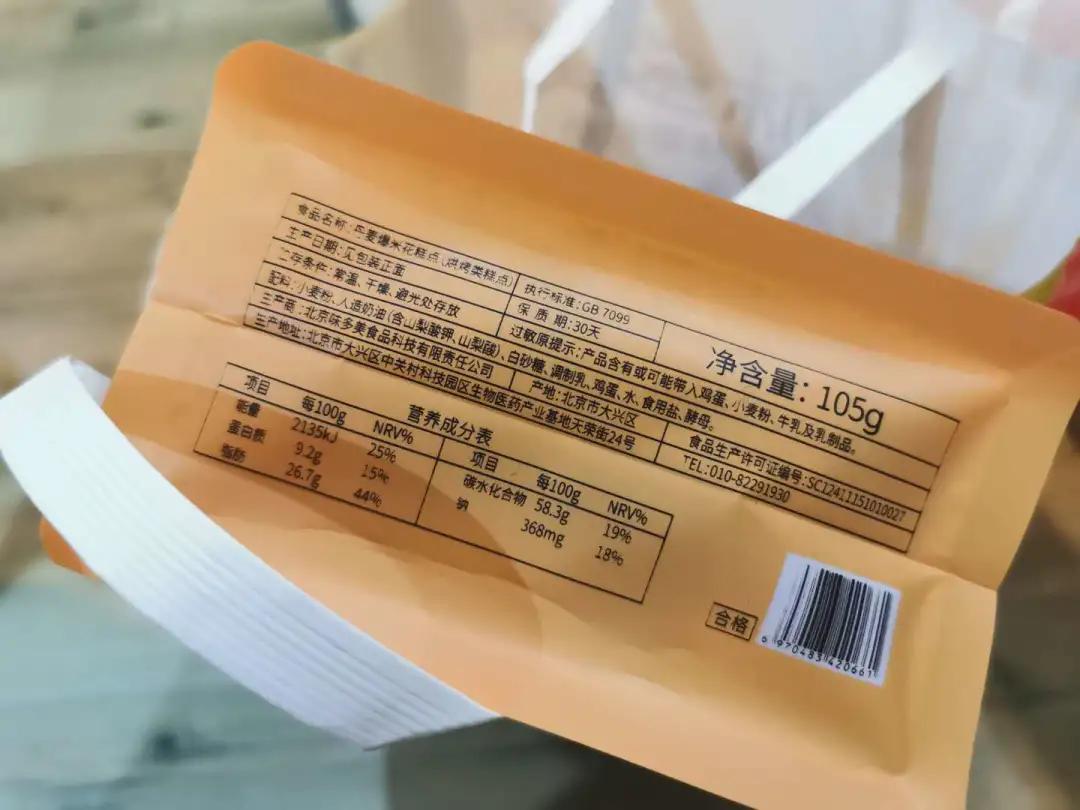 食品名称:丹麦爆米花糕点(烘烤类糕点)
执行标准:GB 7099
净含量: 105g
生产日期:见包装正面
保 质 期:30天
贮存条件:常温、干燥、避光处存放
过敏原提示:产品含有或可能带入鸡蛋、小麦粉、牛乳及乳制品。
配料:小麦粉、人造奶油(含山梨酸钾,山梨酸)、白砂糖、调制乳、鸡蛋、水、食用盐、酵母。
生产商:北京味多美食品科技有限责任公司
产地:北京市大兴区
食品生产许可证编号:SC12411151010027
生产地址:北京市大兴区中关村科技园区生物医药产业基地天荣街24号
TEL:010-82291930
营养成分表
项目 每100g NRV%
能量 2135kJ 25%
蛋白质 9.2g 15%
脂肪 26.7g 44%
项目 每100g NRV%
碳水化合物 58.3g 19%
钠 368mg 18%
合格
6 970483 420661